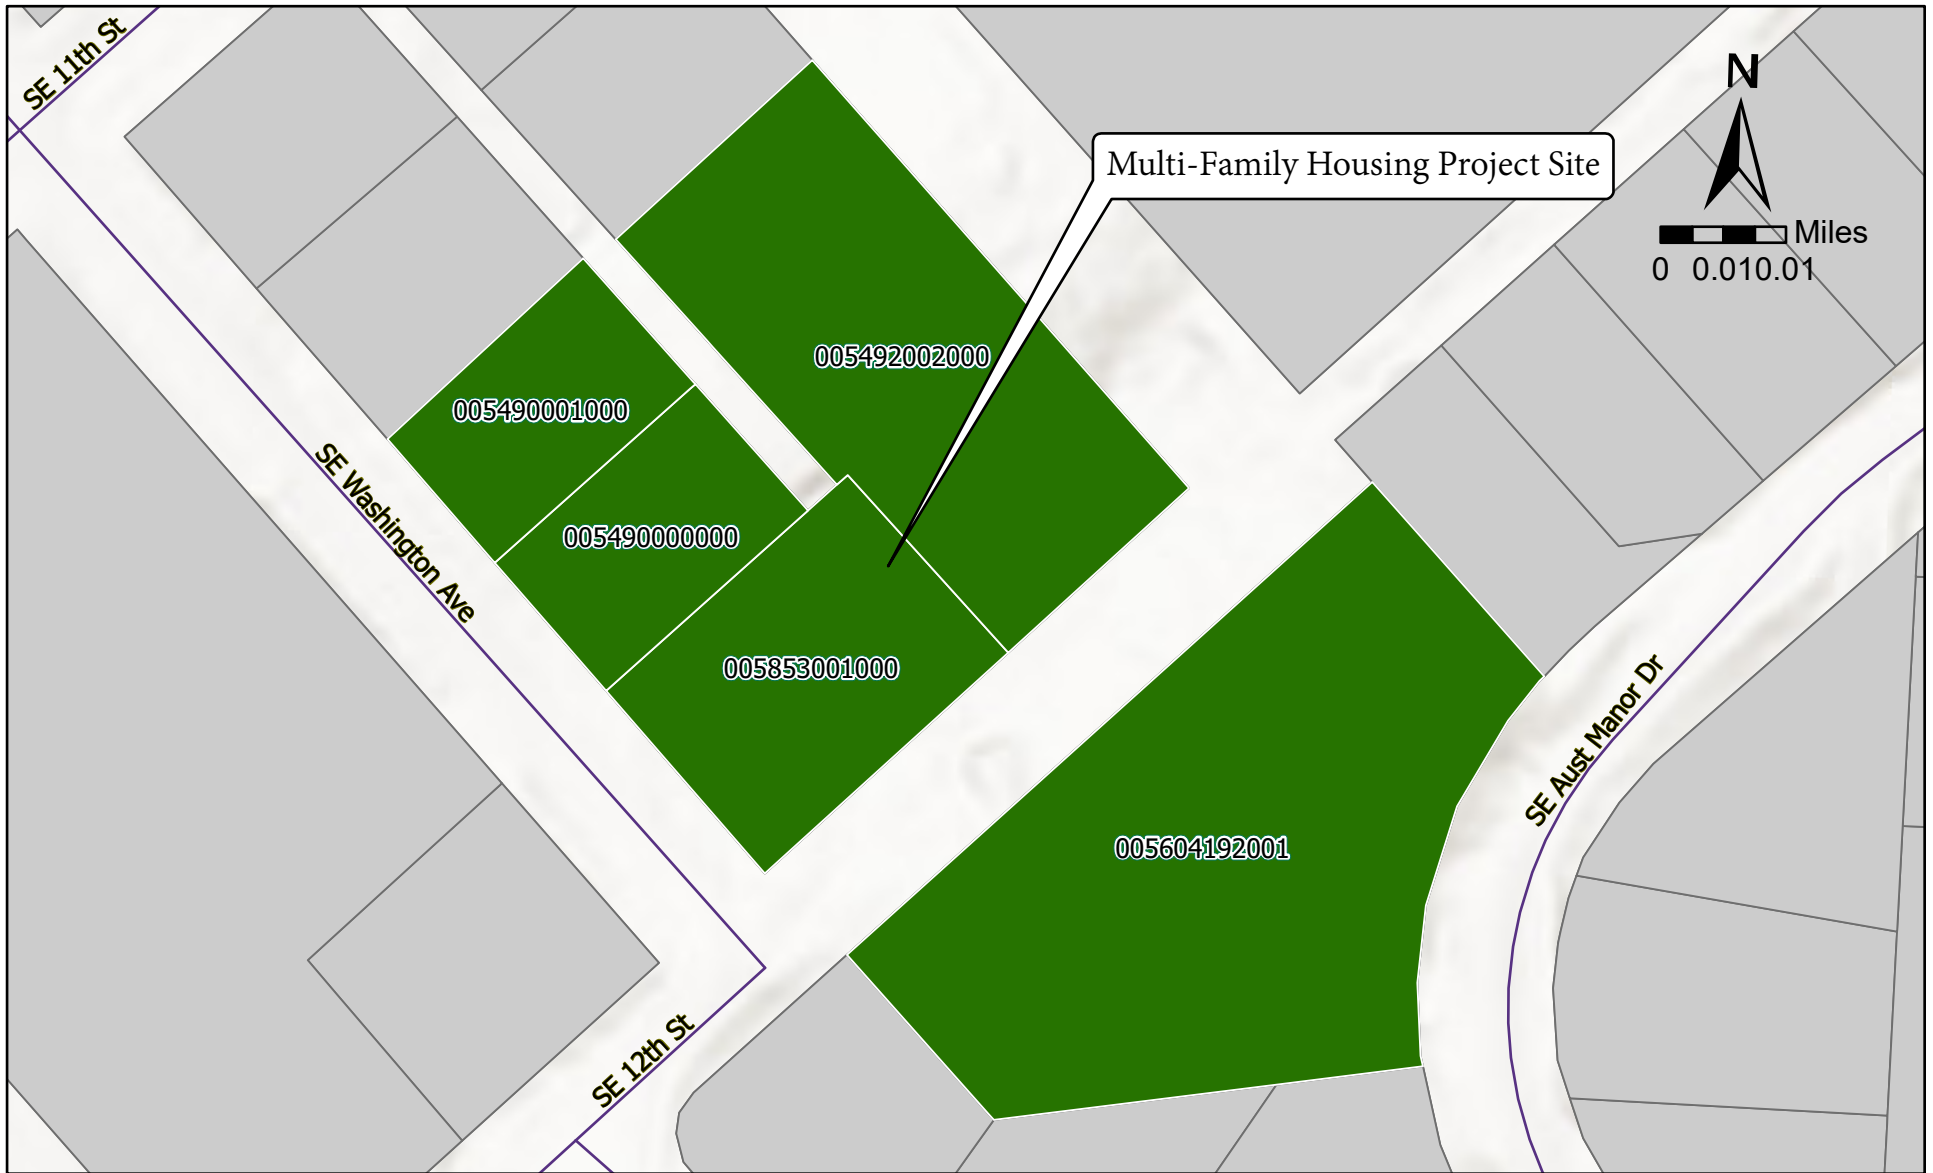 SE 11th St
N
Multi-Family Housing Project Site
Miles
0 0.010.01
005492002000
005490001000
SE Washington Ave
005490000000
005853001000
SE Aust Manor Dr
005604192001
SE 12th St